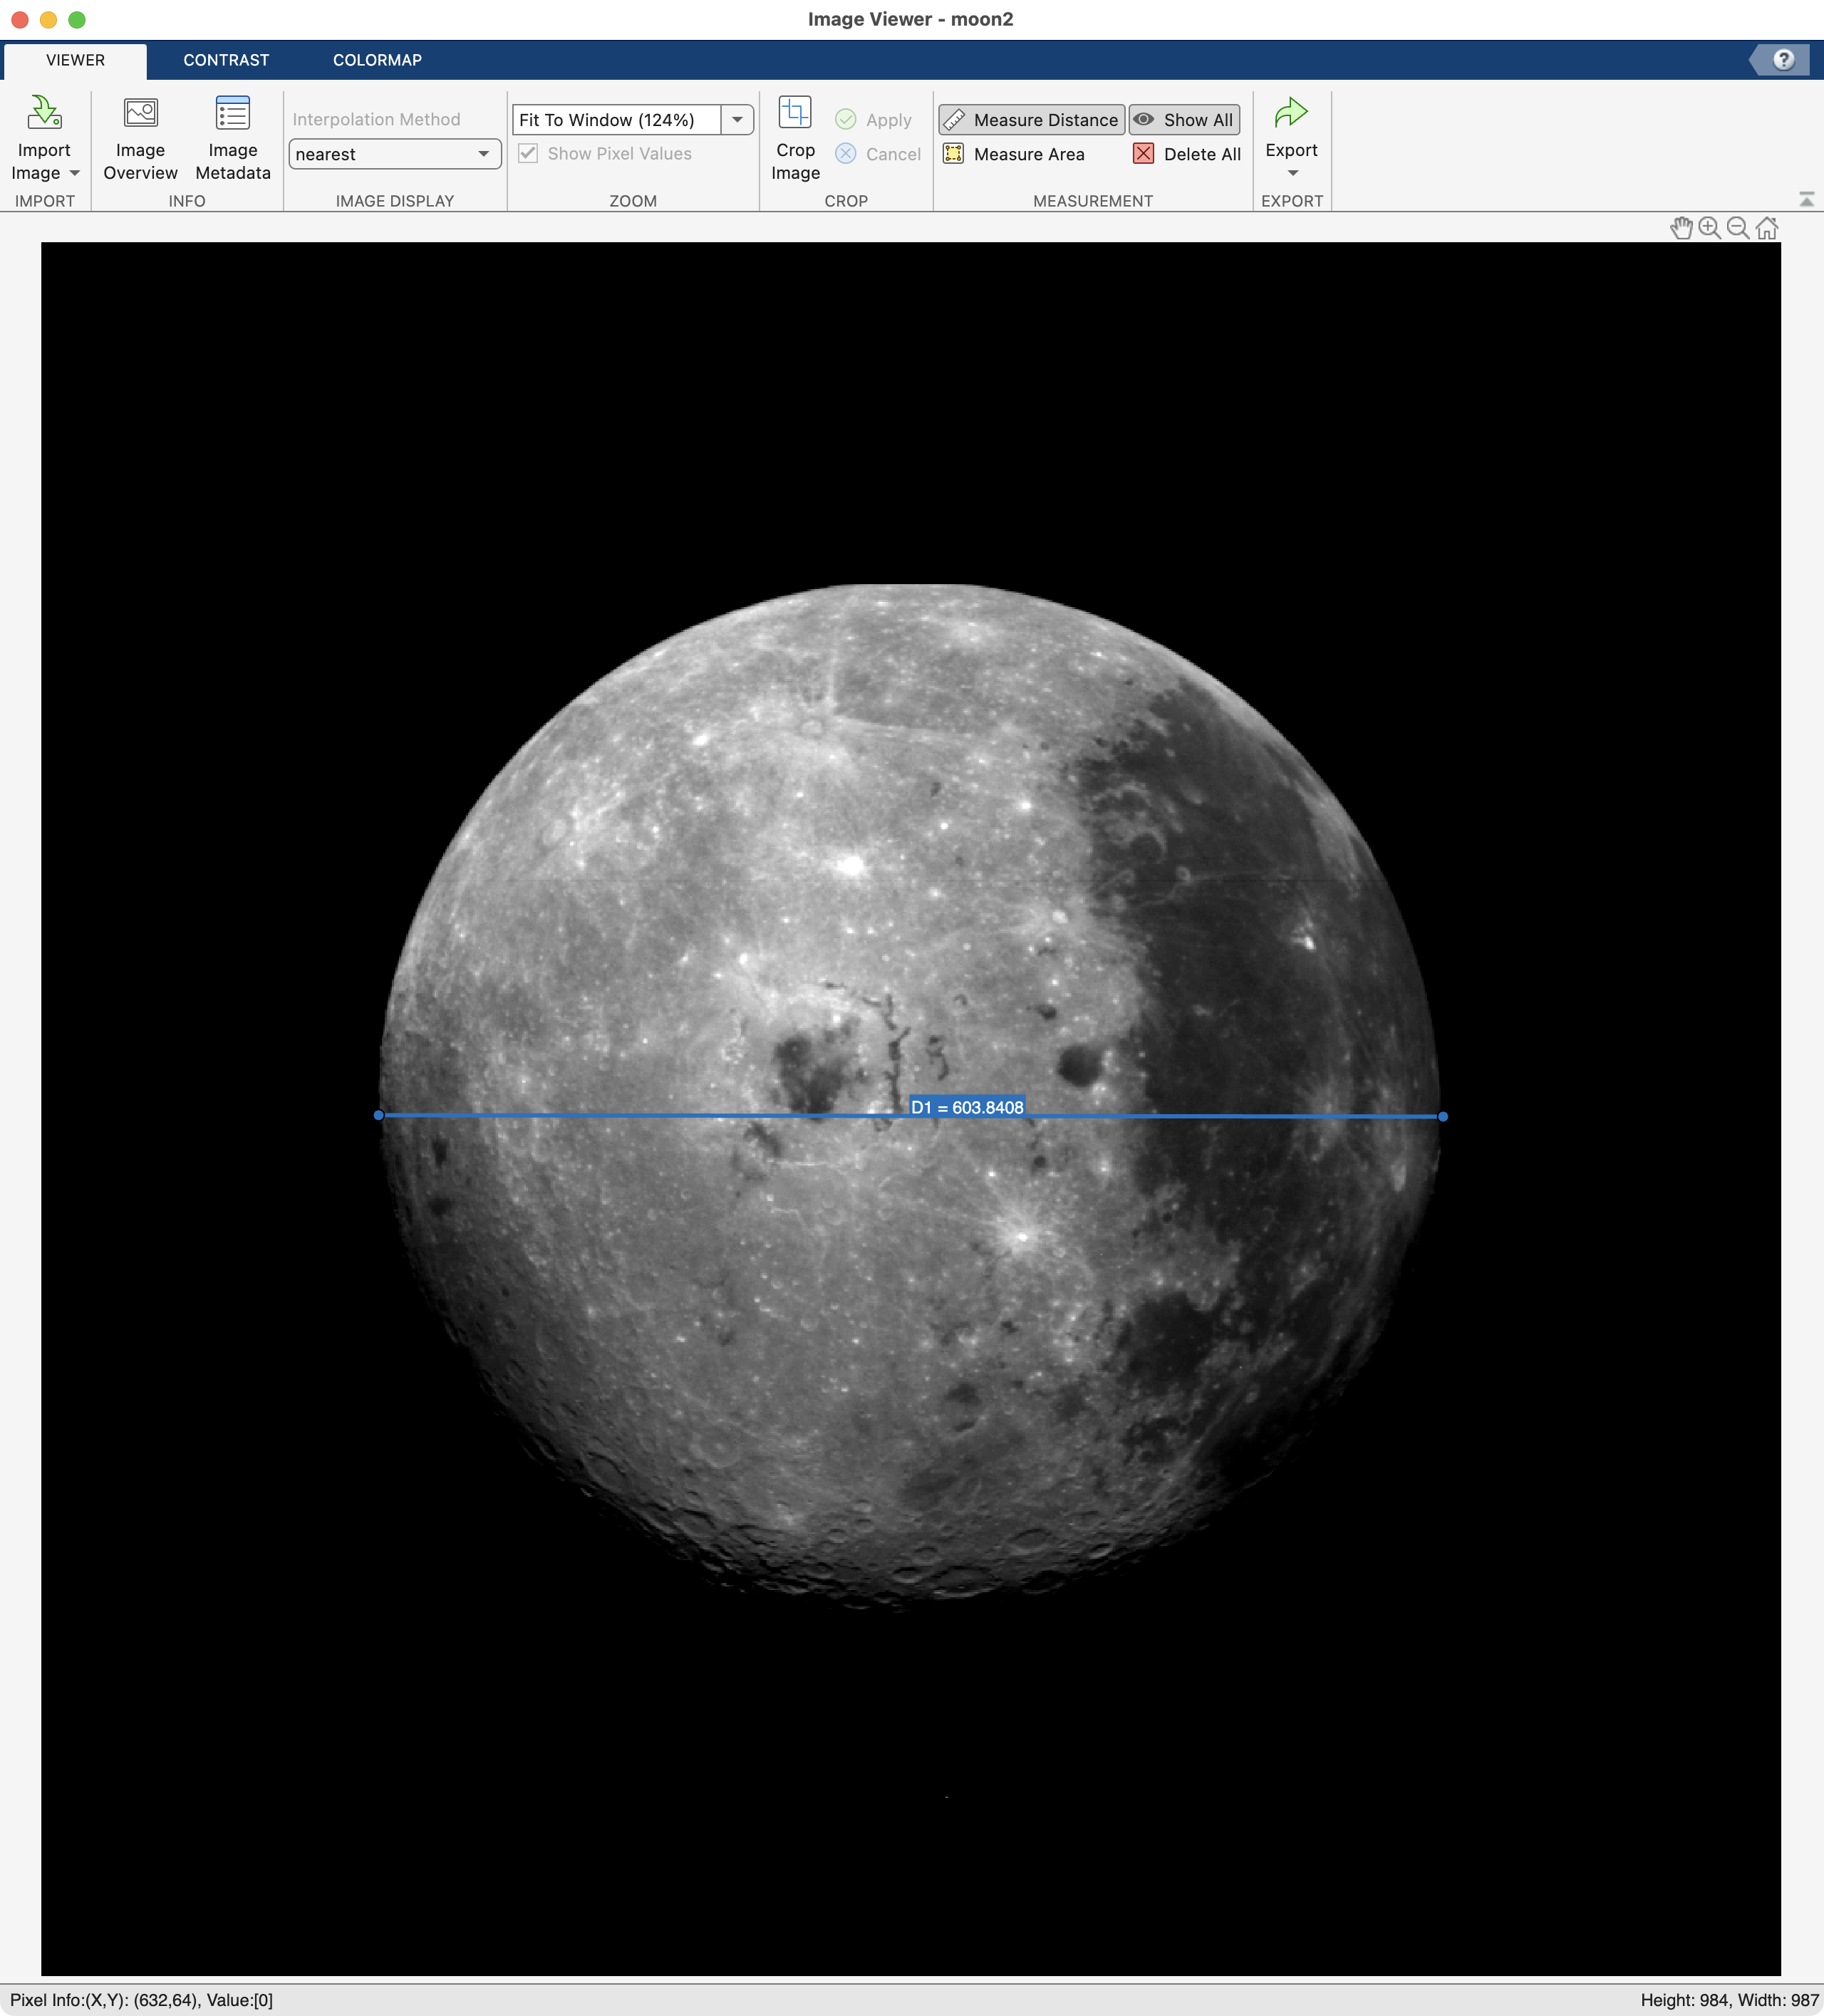 Image Viewer - moon2
VIEWER CONTRAST COLORMAP ?
Import Image
Image Overview
Image Metadata
Interpolation Method
nearest
Fit To Window (124%)
Show Pixel Values
Crop Image
Apply
Cancel
Measure Distance
Measure Area
Show All
Delete All
Export
IMPORT INFO IMAGE DISPLAY ZOOM CROP MEASUREMENT EXPORT
D1 = 603.8408
Pixel Info:(X,Y): (632,64), Value:[0]
Height: 984, Width: 987